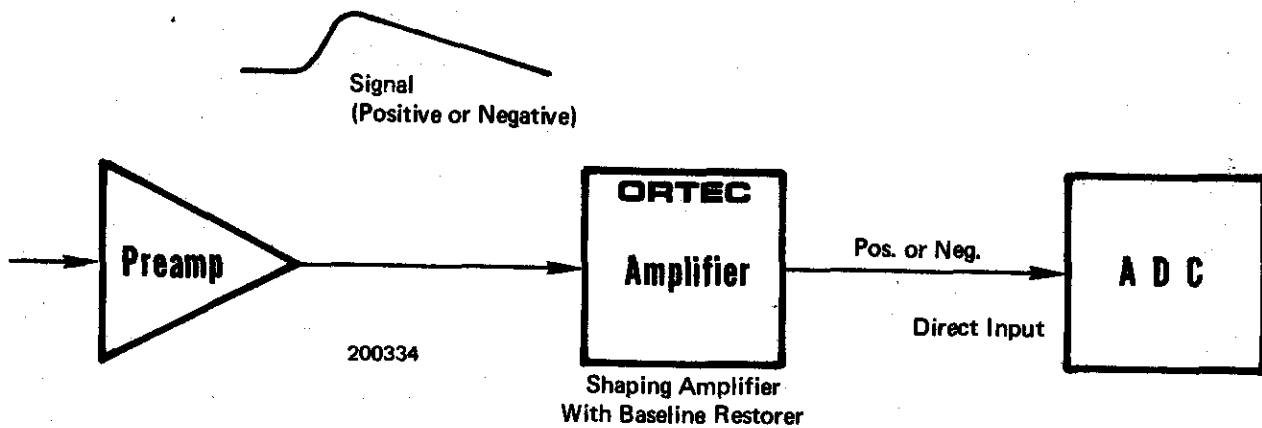 Signal
(Positive or Negative)
Preamp
200334
ORTEC
Amplifier
Shaping Amplifier
With Baseline Restorer
Pos. or Neg.
Direct Input
A D C